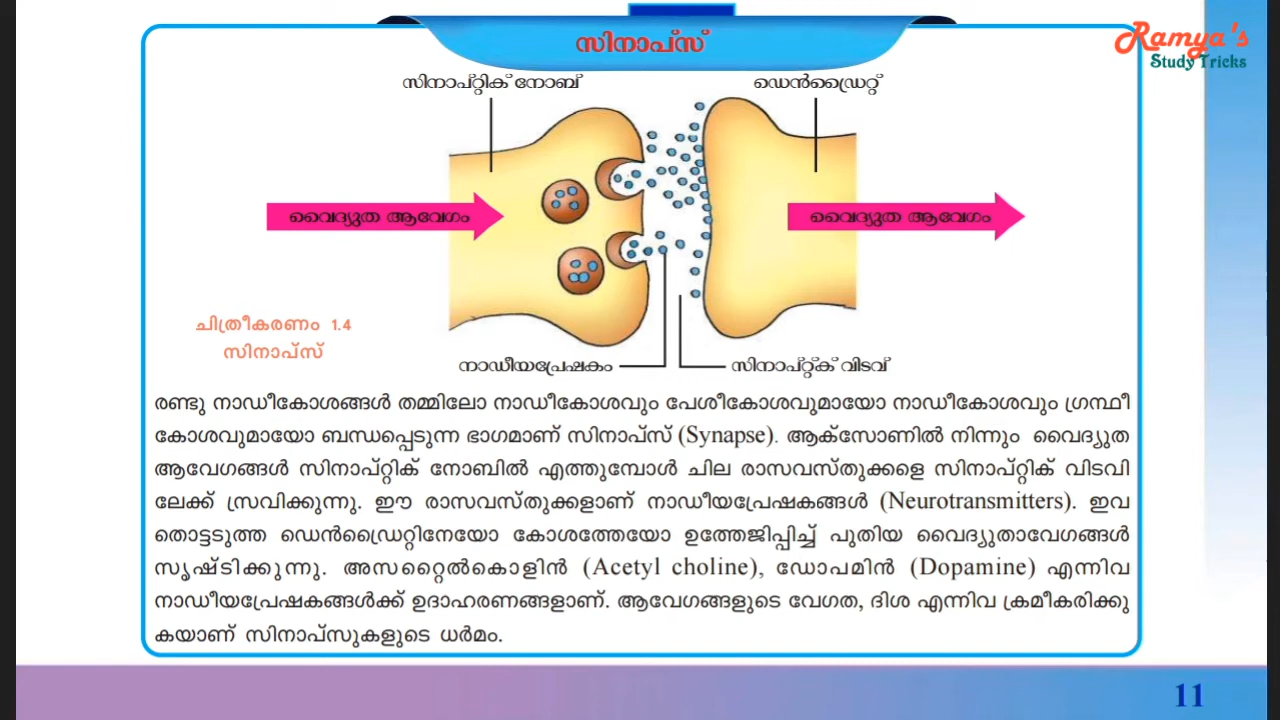 സിനാപ്സ്
Ramya's
Study Tricks
സിനാപ്റ്റിക് നോബ്
ഡെൻഡ്രൈറ്റ്
വൈദ്യുത ആവേഗം
വൈദ്യുത ആവേഗം
ചിത്രീകരണം 1.4
സിനാപ്സ്
നാഡീയപ്രേഷകം
സിനാപ്റ്റ്ക് വിടവ്
രണ്ടു നാഡീകോശങ്ങൾ തമ്മിലോ നാഡീകോശവും പേശീകോശവുമായോ നാഡീകോശവും ഗ്രന്ഥീ
കോശവുമായോ ബന്ധപ്പെടുന്ന ഭാഗമാണ് സിനാപ്സ് (Synapse). ആക്സോണിൽ നിന്നും വൈദ്യുത
ആവേഗങ്ങൾ സിനാപ്റ്റിക് നോബിൽ എത്തുമ്പോൾ ചില രാസവസ്തുക്കളെ സിനാപ്റ്റിക് വിടവി
ലേക്ക് സ്രവിക്കുന്നു. ഈ രാസവസ്തുക്കളാണ് നാഡീയപ്രേഷകങ്ങൾ (Neurotransmitters). ഇവ
തൊട്ടടുത്ത ഡെൻഡ്രൈറ്റിനേയോ കോശത്തേയോ ഉത്തേജിപ്പിച്ച് പുതിയ വൈദ്യുതാവേഗങ്ങൾ
സൃഷ്ടിക്കുന്നു. അസറ്റൈൽകൊളിൻ (Acetyl choline), ഡോപമിൻ (Dopamine) എന്നിവ
നാഡീയപ്രേഷകങ്ങൾക്ക് ഉദാഹരണങ്ങളാണ്. ആവേഗങ്ങളുടെ വേഗത, ദിശ എന്നിവ ക്രമീകരിക്കു
കയാണ് സിനാപ്സുകളുടെ ധർമം.
11